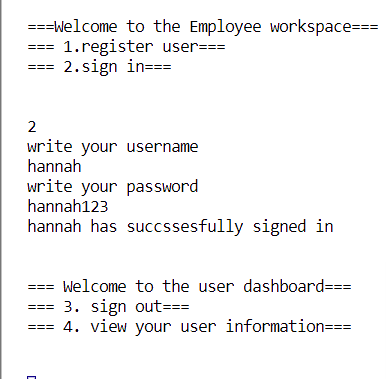 ===Welcome to the Employee workspace===
=== 1.register user===
=== 2.sign in===
2
write your username
hannah
write your password
hannah123
hannah has succssesfully signed in
=== Welcome to the user dashboard===
=== 3. sign out===
=== 4. view your user information===